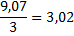 9,07/3 = 3,02